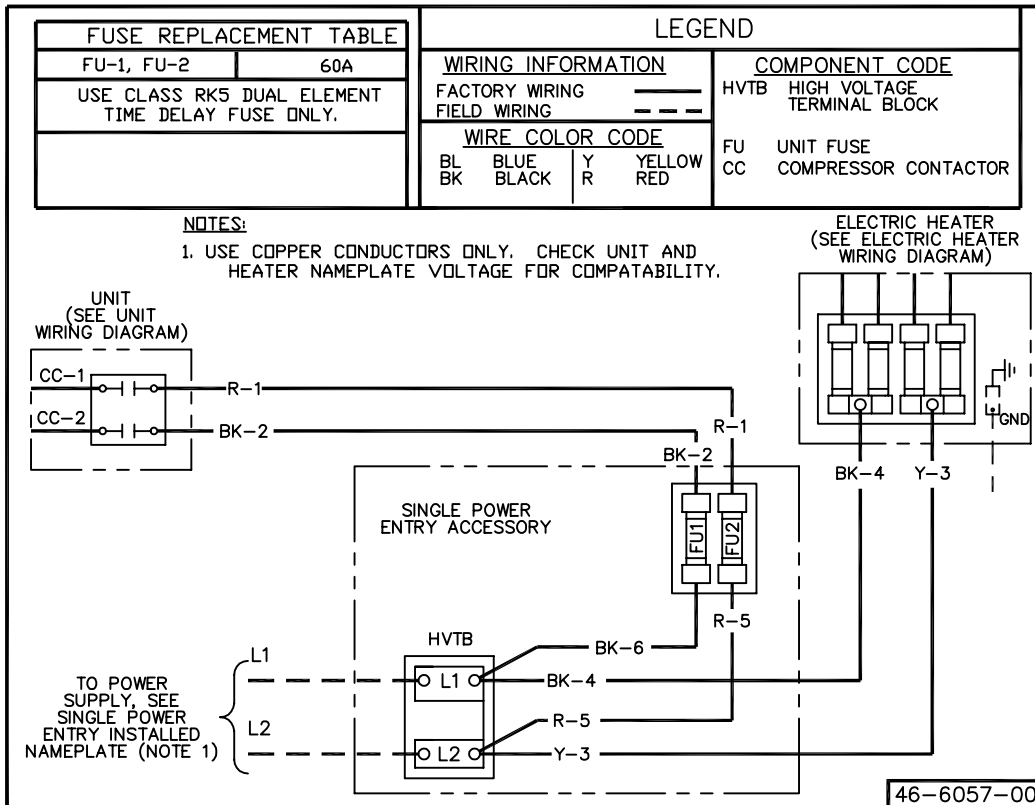 FUSE REPLACEMENT TABLE
FU-1, FU-2
60A
USE CLASS RK5 DUAL ELEMENT
TIME DELAY FUSE ONLY.
LEGEND
WIRING INFORMATION
FACTORY WIRING
FIELD WIRING
WIRE COLOR CODE
BL BLUE Y YELLOW
BK BLACK R RED
COMPONENT CODE
HVTB HIGH VOLTAGE
TERMINAL BLOCK
FU UNIT FUSE
CC COMPRESSOR CONTACTOR
NOTES:
1. USE COPPER CONDUCTORS ONLY. CHECK UNIT AND
HEATER NAMEPLATE VOLTAGE FOR COMPATABILITY.
ELECTRIC HEATER
(SEE ELECTRIC HEATER
WIRING DIAGRAM)
UNIT
(SEE UNIT
WIRING DIAGRAM)
CC-1
R-1
CC-2
BK-2
R-1
BK-2
GND
BK-4
Y-3
SINGLE POWER
ENTRY ACCESSORY
FU1
FU2
R-5
HVTB
BK-6
L1
L1
BK-4
TO POWER
SUPPLY, SEE
SINGLE POWER
ENTRY INSTALLED
NAMEPLATE (NOTE 1)
R-5
L2
L2
Y-3
46-6057-00